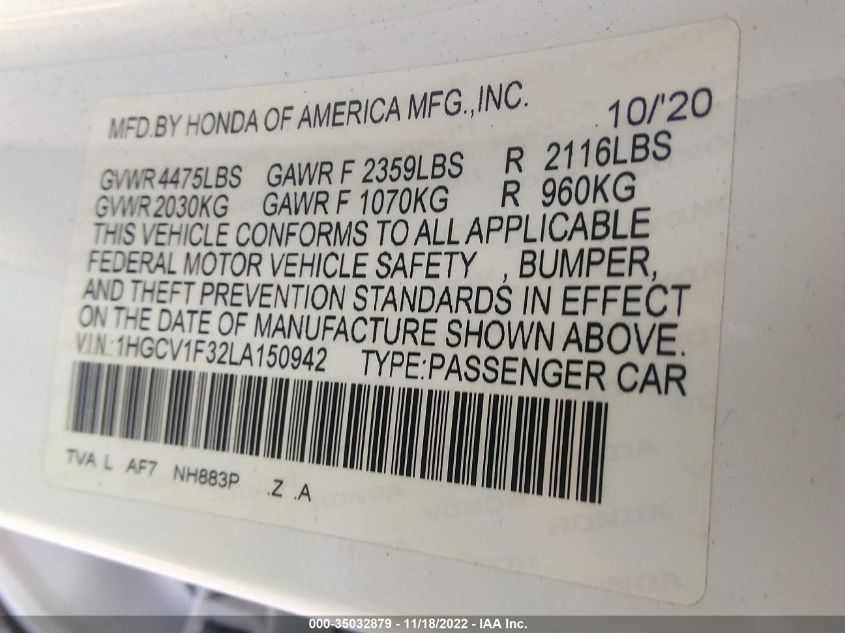 MFD.BY HONDA OF AMERICA MFG.,INC. 10/'20
GVWR 4475LBS GAWR F 2359LBS R 2116LBS
GVWR 2030KG GAWR F 1070KG R 960KG
THIS VEHICLE CONFORMS TO ALL APPLICABLE
FEDERAL MOTOR VEHICLE SAFETY , BUMPER,
AND THEFT PREVENTION STANDARDS IN EFFECT
ON THE DATE OF MANUFACTURE SHOWN ABOVE.
V.I.N.:1HGCV1F32LA150942 TYPE:PASSENGER CAR
TVA L AF7 NH883P .Z .A
000-35032879 - 11/18/2022 - IAA Inc.